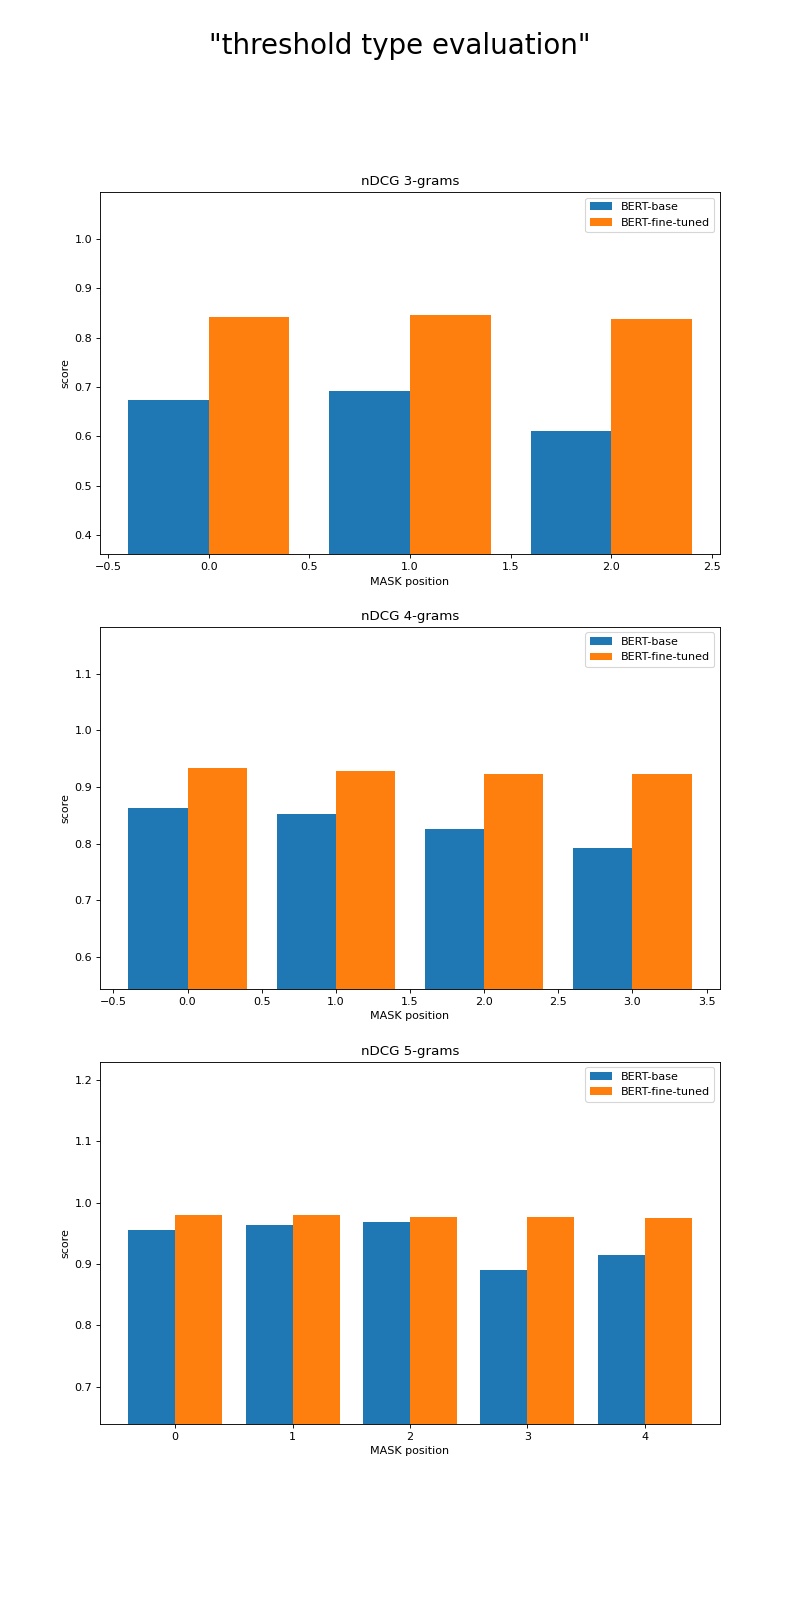 "threshold type evaluation"
nDCG 3-grams
BERT-base
BERT-fine-tuned
1.0
0.9
0.8
0.7
0.6
0.5
0.4
score
−0.5 0.0 0.5 1.0 1.5 2.0 2.5
MASK position
nDCG 4-grams
BERT-base
BERT-fine-tuned
1.1
1.0
0.9
0.8
0.7
0.6
score
−0.5 0.0 0.5 1.0 1.5 2.0 2.5 3.0 3.5
MASK position
nDCG 5-grams
BERT-base
BERT-fine-tuned
1.2
1.1
1.0
0.9
0.8
0.7
score
0 1 2 3 4
MASK position